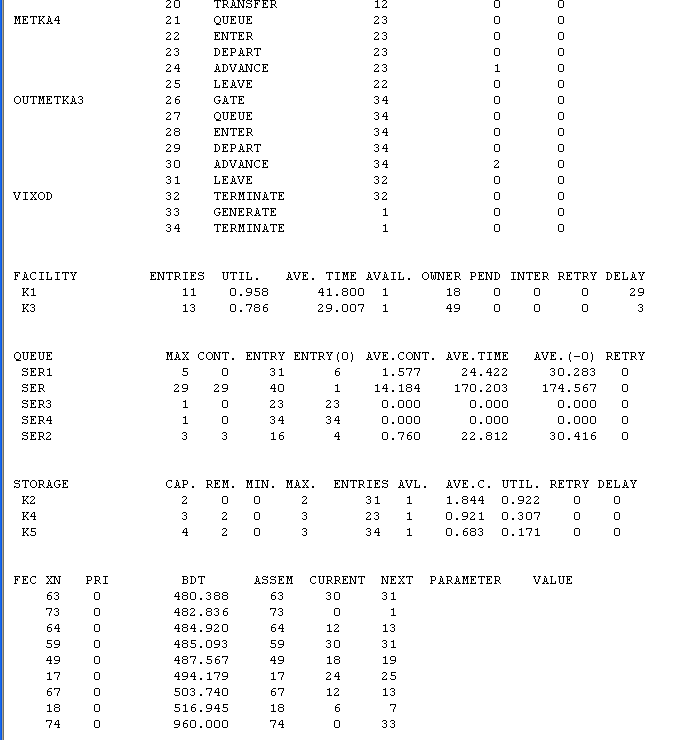 20 TRANSFER 12 0 0
METKA4 21 QUEUE 23 0 0
22 ENTER 23 0 0
23 DEPART 23 0 0
24 ADVANCE 23 1 0
25 LEAVE 22 0 0
OUTMETKA3 26 GATE 34 0 0
27 QUEUE 34 0 0
28 ENTER 34 0 0
29 DEPART 34 0 0
30 ADVANCE 34 2 0
31 LEAVE 32 0 0
VIXOD 32 TERMINATE 32 0 0
33 GENERATE 1 0 0
34 TERMINATE 1 0 0
FACILITY ENTRIES UTIL. AVE. TIME AVAIL. OWNER PEND INTER RETRY DELAY
K1 11 0.958 41.800 1 18 0 0 0 29
K3 13 0.786 29.007 1 49 0 0 0 3
QUEUE MAX CONT. ENTRY ENTRY(0) AVE.CONT. AVE.TIME AVE.(-0) RETRY
SER1 5 0 31 6 1.577 24.422 30.283 0
SER 29 29 40 1 14.184 170.203 174.567 0
SER3 1 0 23 23 0.000 0.000 0.000 0
SER4 1 0 34 34 0.000 0.000 0.000 0
SER2 3 3 16 4 0.760 22.812 30.416 0
STORAGE CAP. REM. MIN. MAX. ENTRIES AVL. AVE.C. UTIL. RETRY DELAY
K2 2 0 0 2 31 1 1.844 0.922 0 0
K4 3 2 0 3 23 1 0.921 0.307 0 0
K5 4 2 0 3 34 1 0.683 0.171 0 0
FEC XN PRI BDT ASSEM CURRENT NEXT PARAMETER VALUE
63 0 480.388 63 30 31
73 0 482.836 73 0 1
64 0 484.920 64 12 13
59 0 485.093 59 30 31
49 0 487.567 49 18 19
17 0 494.179 17 24 25
67 0 503.740 67 12 13
18 0 516.945 18 6 7
74 0 960.000 74 0 33